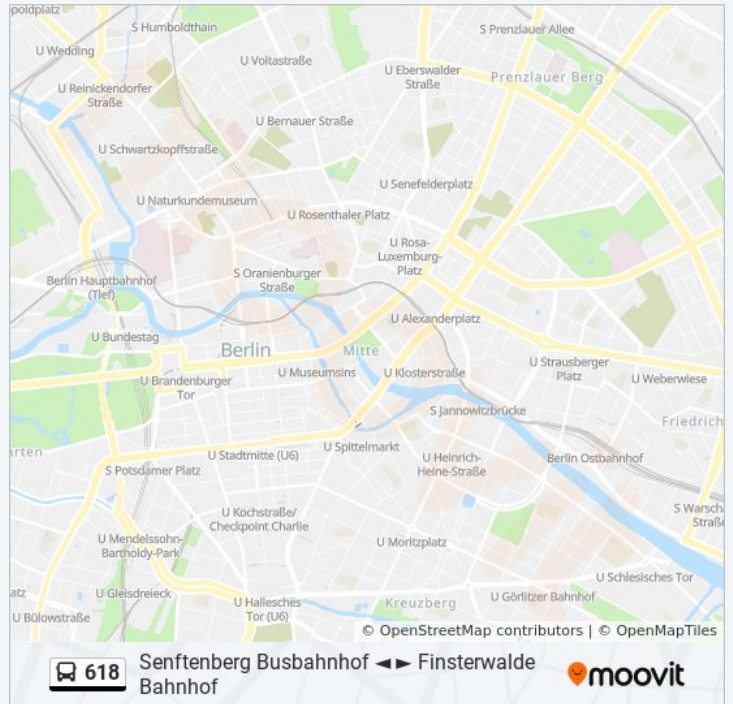 poldplatz
S Humboldthain
S Prenzlauer Allee
U Wedding
U Voltastraße
U Eberswalder
Straße
Prenzlauer Berg
U Reinickendorfer
Straße
U Bernauer Straße
U Schwartzkopffstraße
U Senefelderplatz
U Naturkundemuseum
U Rosenthaler Platz
U Rosa-
Luxemburg-
Platz
S Oranienburger
Straße
Berlin Hauptbahnhof
(Tief)
U Alexanderplatz
U Bundestag
Berlin
Mitte
U Strausberger
Platz
U Museumsins
U Klosterstraße
U Weberwiese
U Brandenburger
Tor
S Jannowitzbrücke
Friedrich
arten
U Stadtmitte (U6)
U Spittelmarkt
U Heinrich-
Heine-Straße
Berlin Ostbahnhof
S Potsdamer Platz
S Warsch
Straße
U Kochstraße/
Checkpoint Charlie
U Mendelssohn-
Bartholdy-Park
U Moritzplatz
U Schlesisches Tor
atz
U Gleisdreieck
U Hallesches
Tor (U6)
Kreuzberg
U Görlitzer Bahnhof
U Bülowstraße
© OpenStreetMap contributors | © OpenMapTiles
618
Senftenberg Busbahnhof ◄► Finsterwalde
Bahnhof
moovit